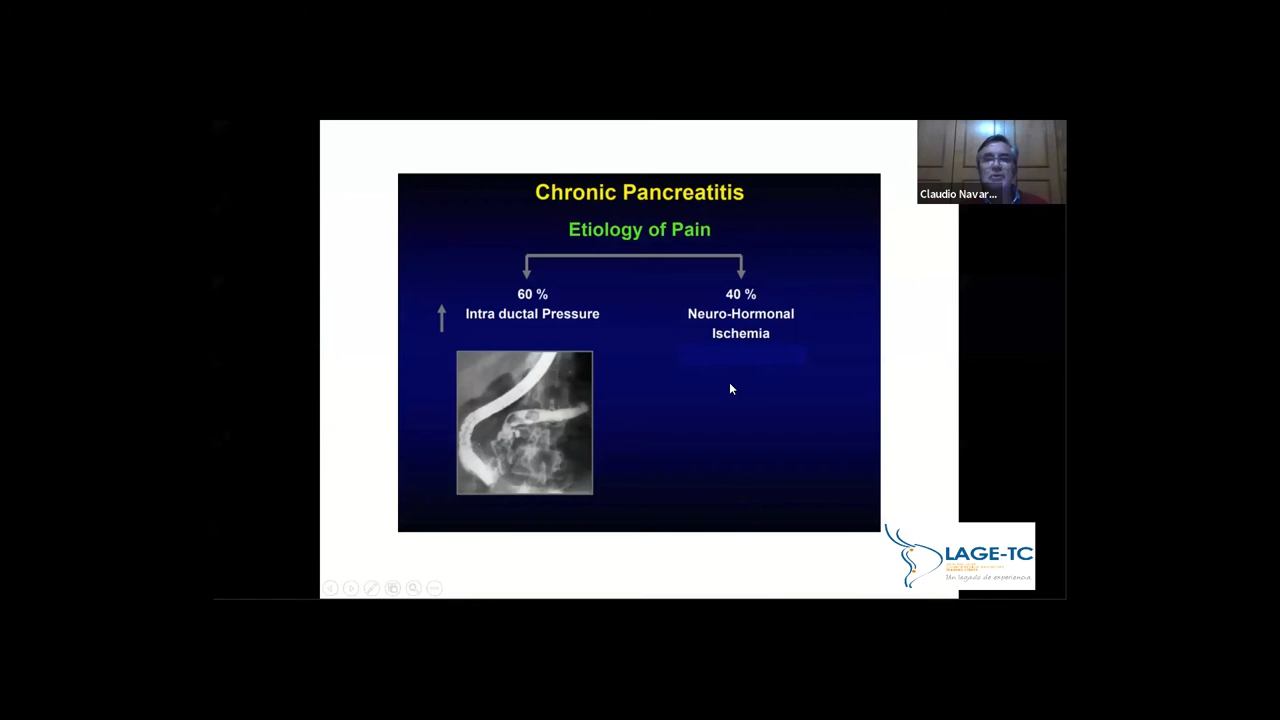 Chronic Pancreatitis
Etiology of Pain
60 %
Intra ductal Pressure
40 %
Neuro-Hormonal
Ischemia
Claudio Navar...
LAGE-TC
Un legado de experiencia